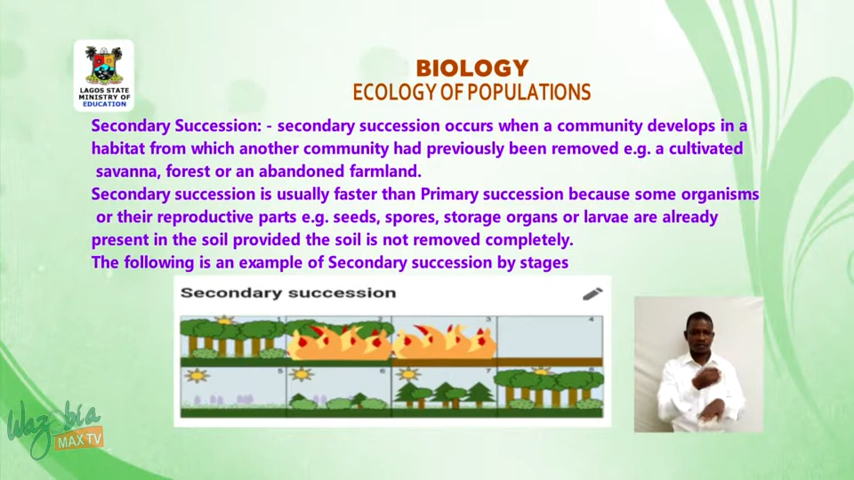 LAGOS STATE
MINISTRY OF
EDUCATION
BIOLOGY
ECOLOGY OF POPULATIONS
Secondary Succession: - secondary succession occurs when a community develops in a
habitat from which another community had previously been removed e.g. a cultivated
savanna, forest or an abandoned farmland.
Secondary succession is usually faster than Primary succession because some organisms
or their reproductive parts e.g. seeds, spores, storage organs or larvae are already
present in the soil provided the soil is not removed completely.
The following is an example of Secondary succession by stages
Secondary succession
1 2 3 4
5 6 7 8
Wazobia
MAX TV